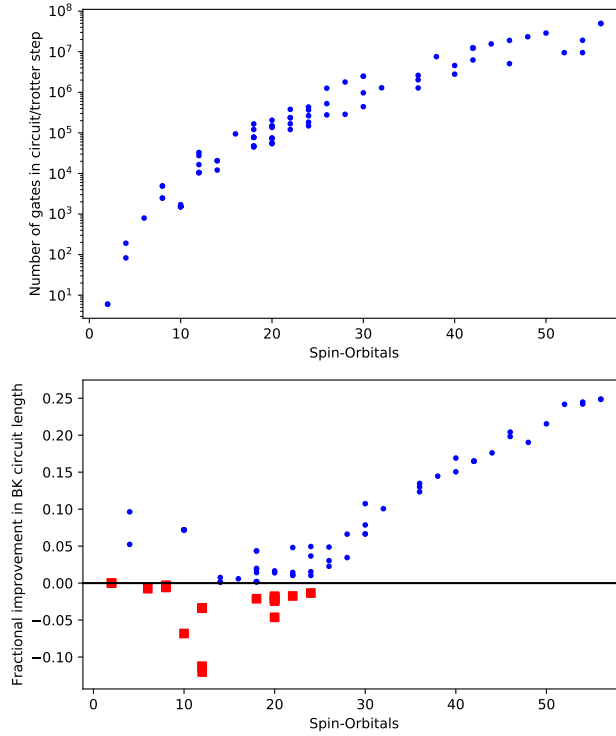 Number of gates in circuit/trotter step
10^8
10^7
10^6
10^5
10^4
10^3
10^2
10^1
0 10 20 30 40 50
Spin-Orbitals
Fractional improvement in BK circuit length
0.25
0.20
0.15
0.10
0.05
0.00
−0.05
−0.10
0 10 20 30 40 50
Spin-Orbitals